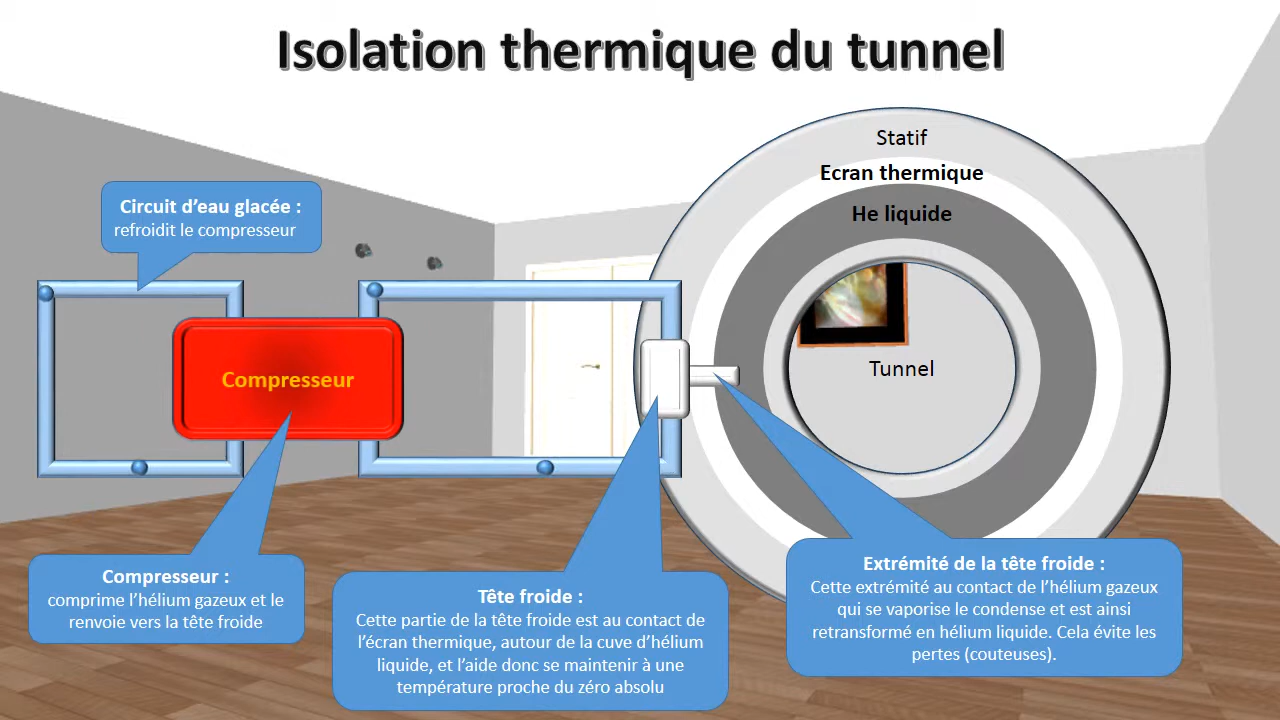 Isolation thermique du tunnel
Statif
Ecran thermique
He liquide
Tunnel
Circuit d’eau glacée :
refroidit le compresseur
Compresseur
Compresseur :
comprime l’hélium gazeux et le
renvoie vers la tête froide
Tête froide :
Cette partie de la tête froide est au contact de
l’écran thermique, autour de la cuve d’hélium
liquide, et l’aide donc se maintenir à une
température proche du zéro absolu
Extrémité de la tête froide :
Cette extrémité au contact de l’hélium gazeux
qui se vaporise le condense et est ainsi
retransformé en hélium liquide. Cela évite les
pertes (couteuses).